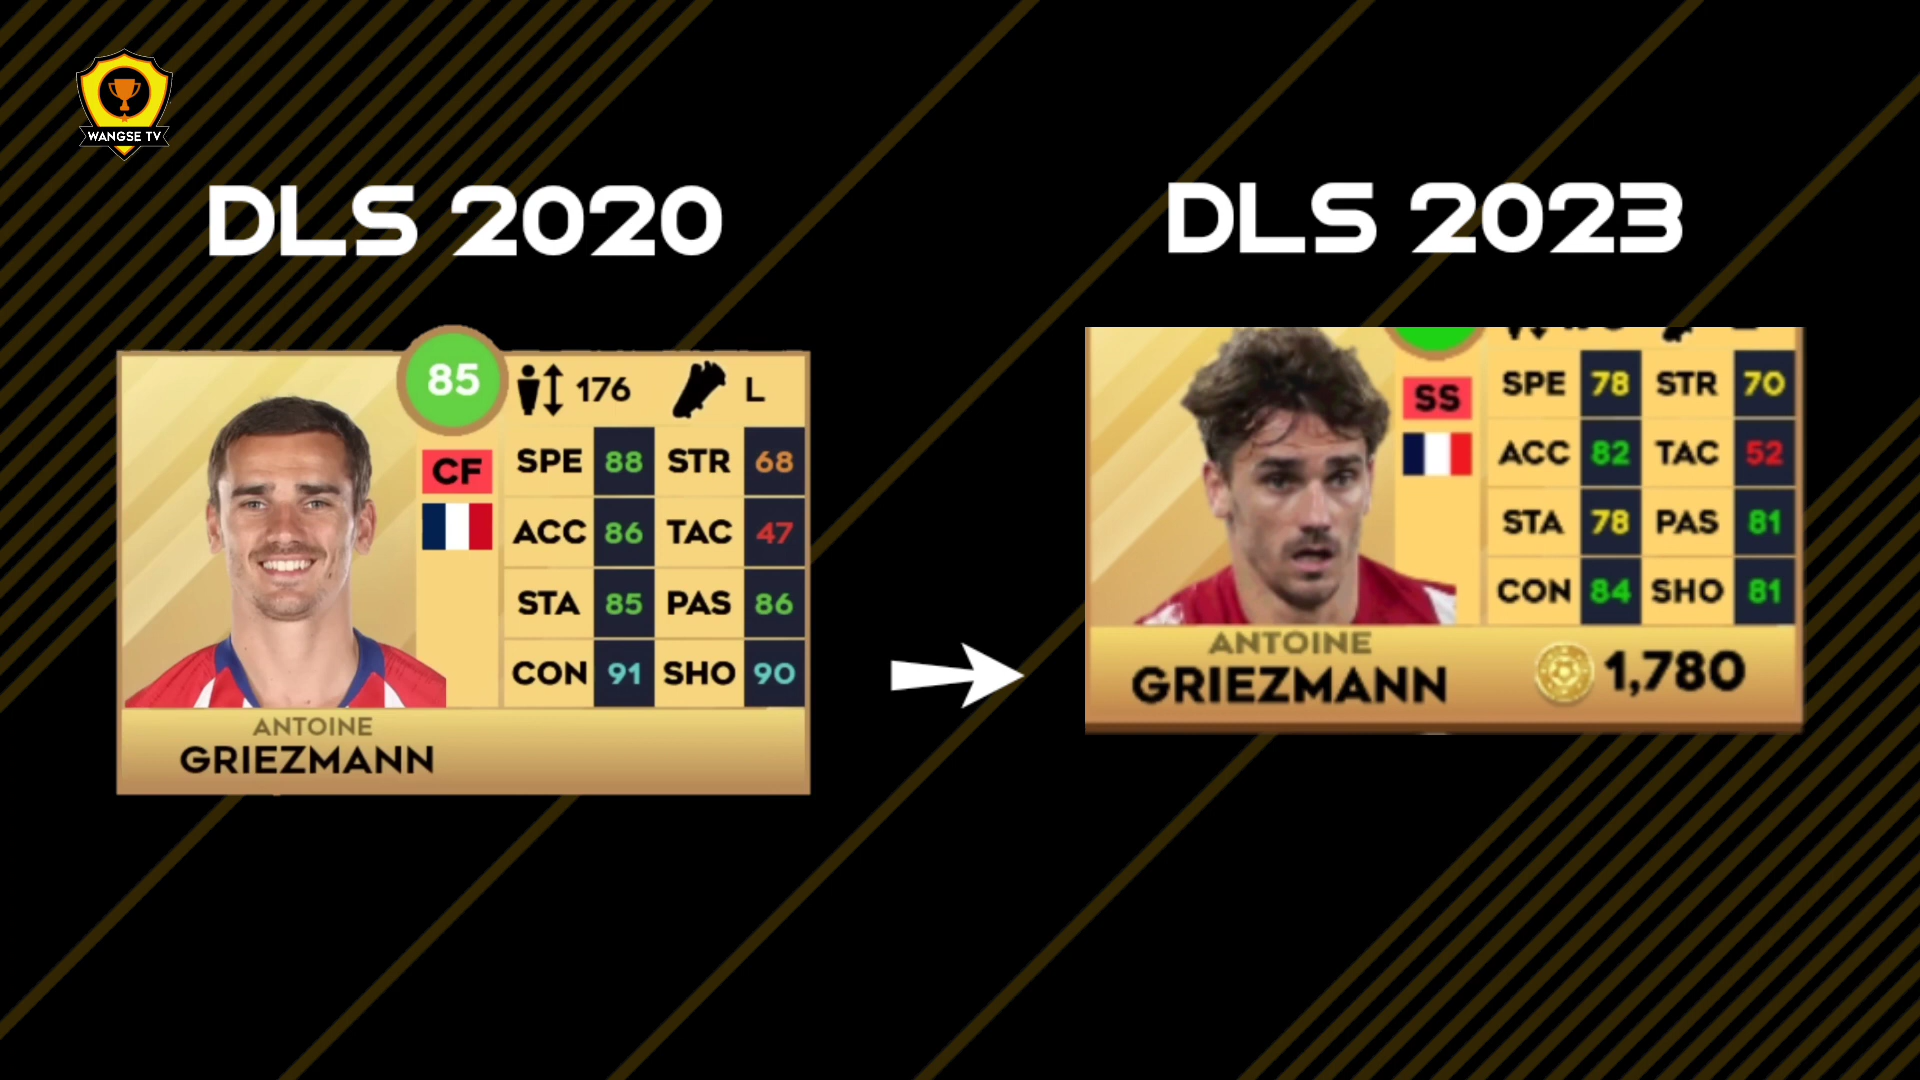 WANGSE TV
DLS 2020
DLS 2023
85
176
L
CF
SPE 88 STR 68
ACC 86 TAC 47
STA 85 PAS 86
CON 91 SHO 90
ANTOINE
GRIEZMANN
SS
SPE 78 STR 70
ACC 82 TAC 52
STA 78 PAS 81
CON 84 SHO 81
ANTOINE
GRIEZMANN
1,780